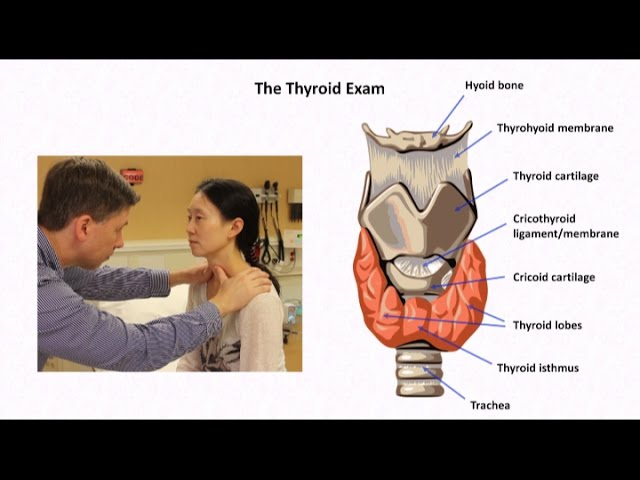 The Thyroid Exam
Hyoid bone
Thyrohyoid membrane
Thyroid cartilage
Cricothyroid
ligament/membrane
Cricoid cartilage
Thyroid lobes
Thyroid isthmus
Trachea